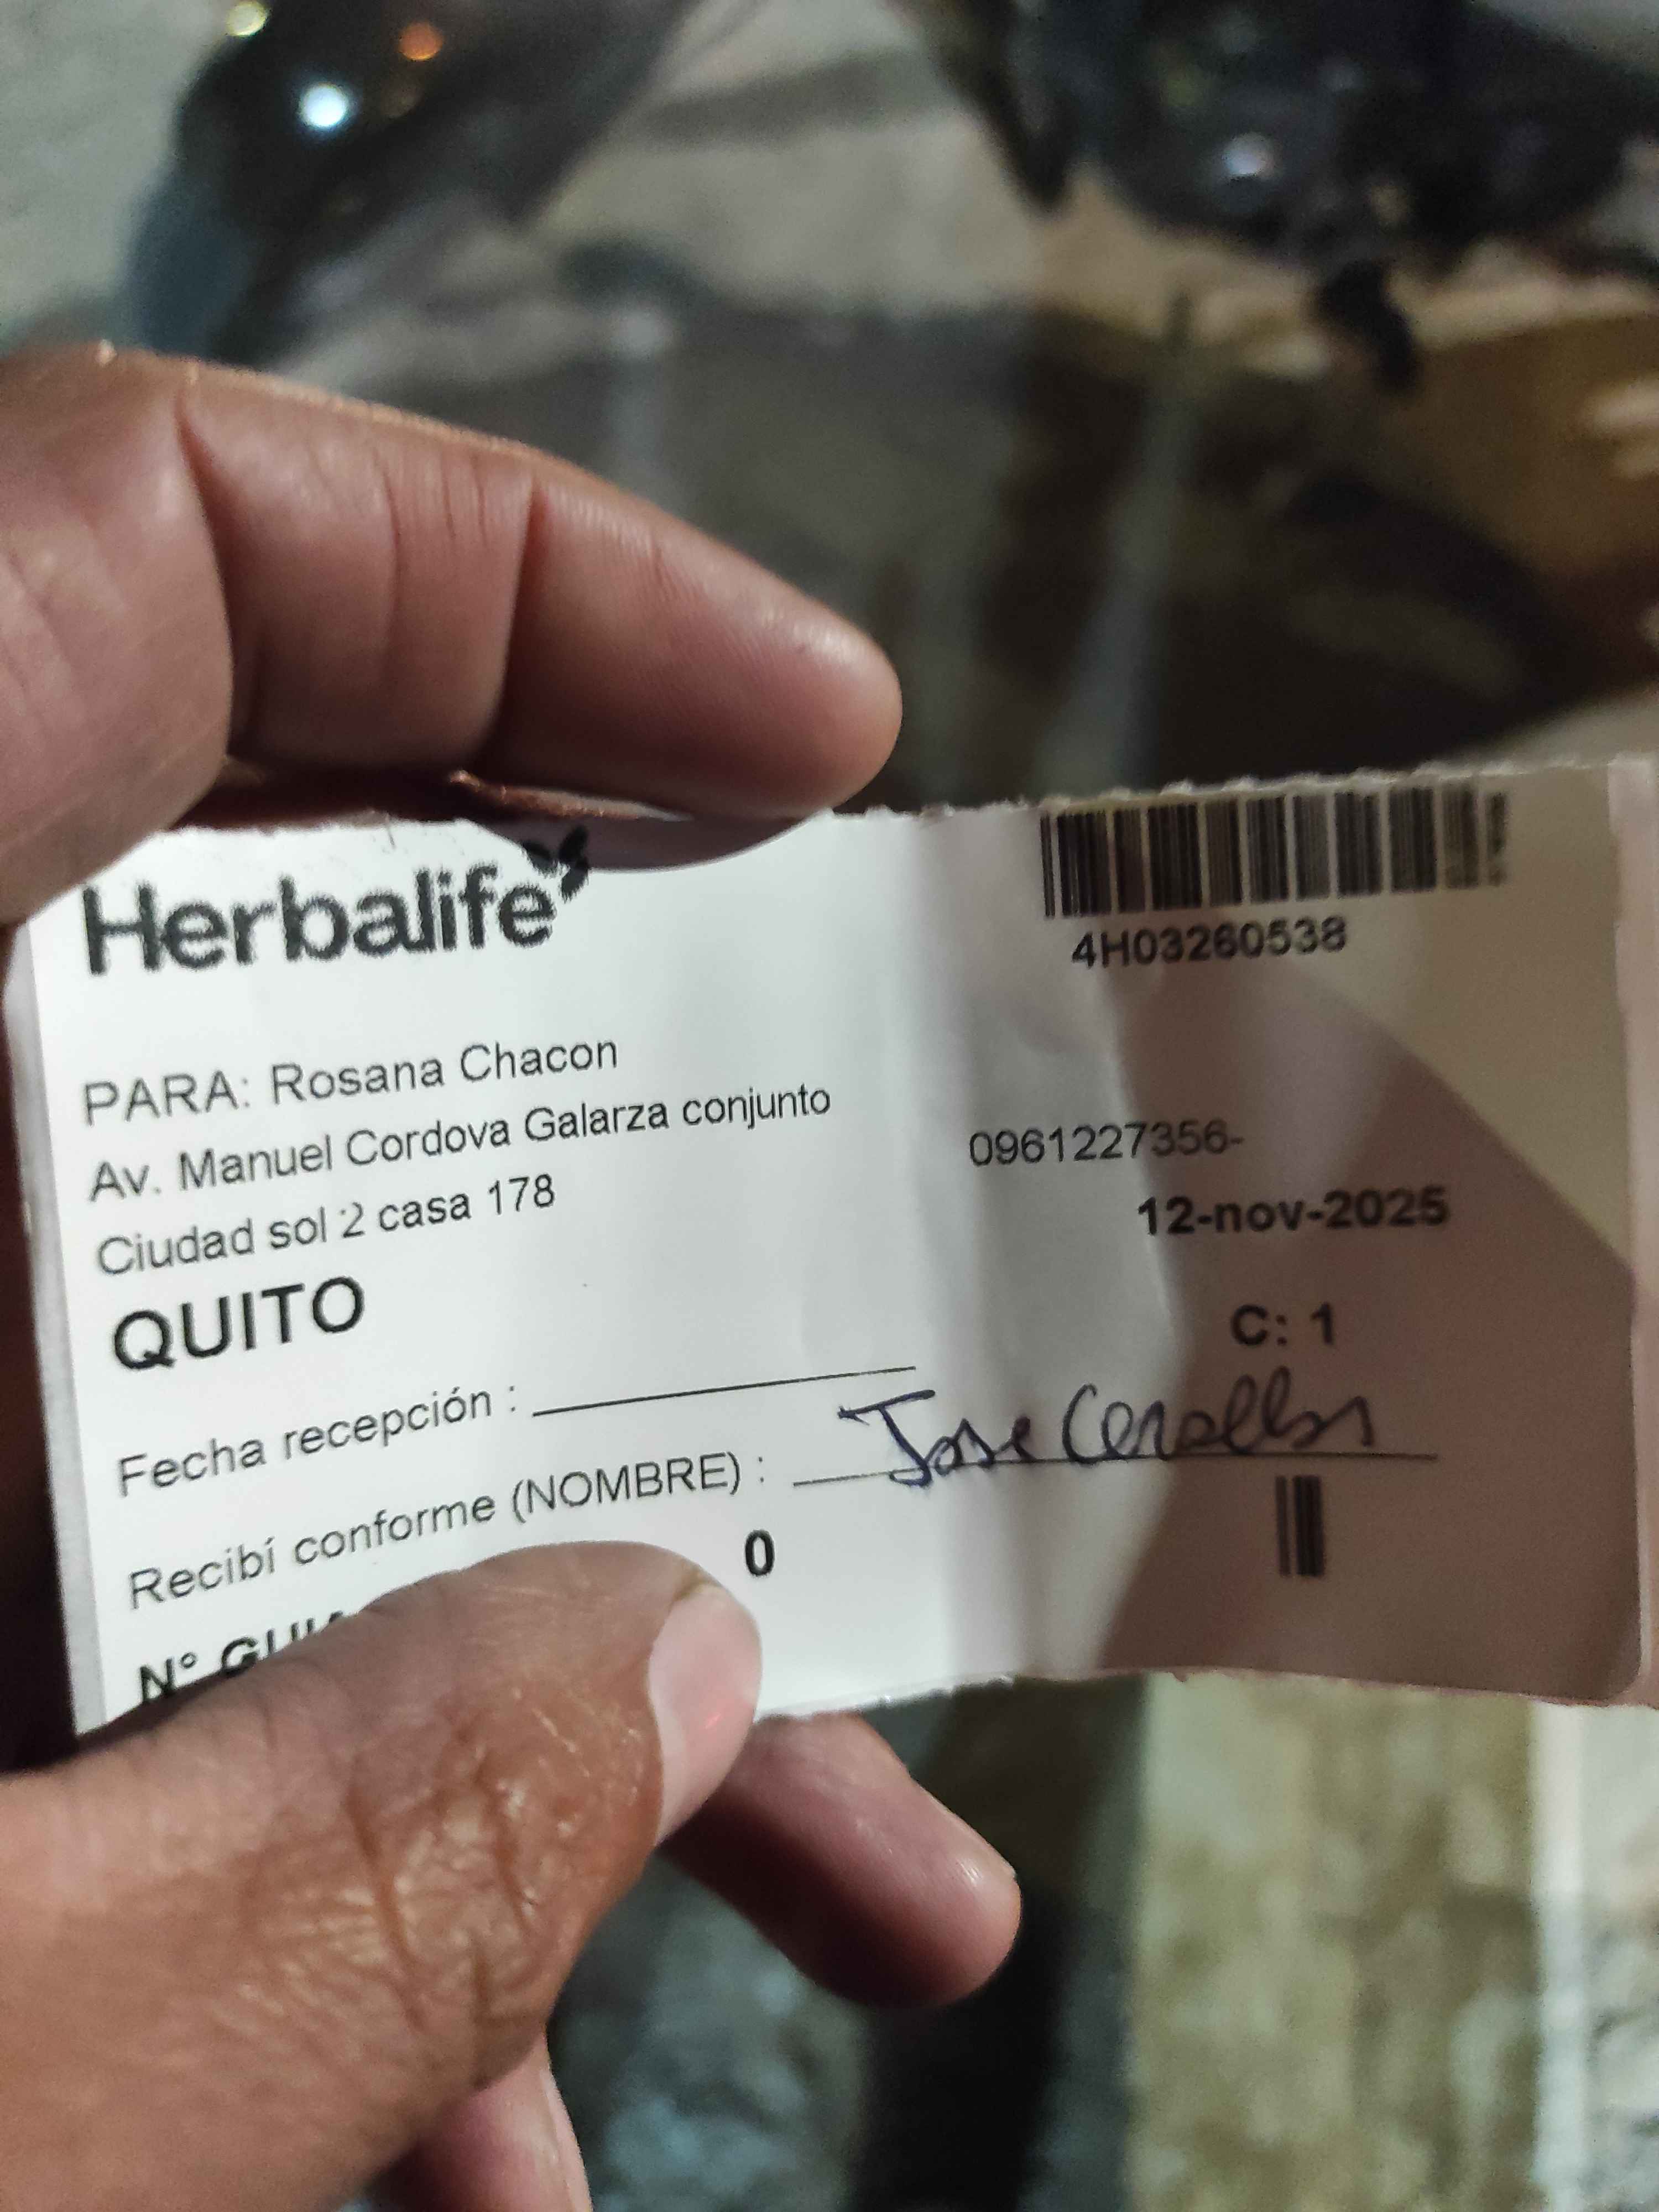 Herbalife
4H03260538
PARA: Rosana Chacon
Av. Manuel Cordova Galarza conjunto
Ciudad sol 2 casa 178
0961227356-
12-nov-2025
QUITO
C: 1
Fecha recepción :
Recibí conforme (NOMBRE) : Jose
N°
0